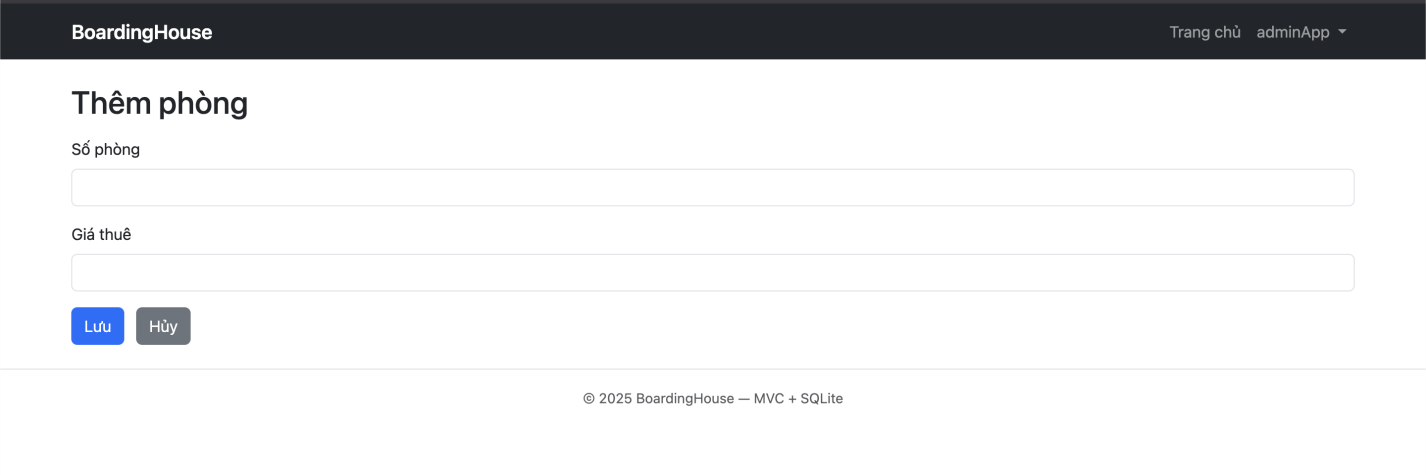 BoardingHouse Trang chủ adminApp
Thêm phòng
Số phòng
Giá thuê
Lưu Hủy
© 2025 BoardingHouse — MVC + SQLite